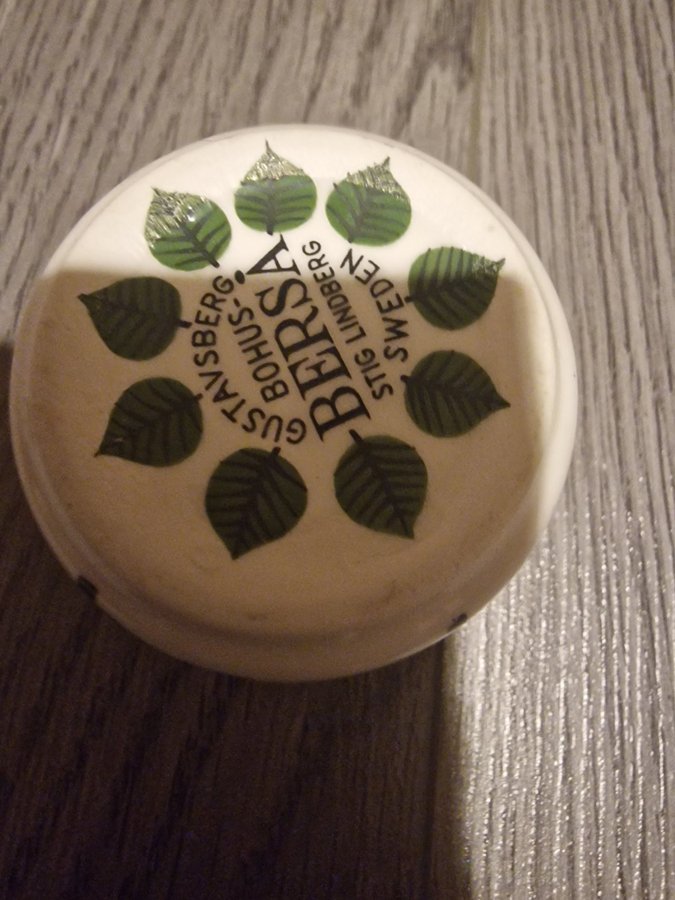 GUSTAVSBERG
BOHUS-
BERSÅ
STIG LINDBERG
SWEDEN